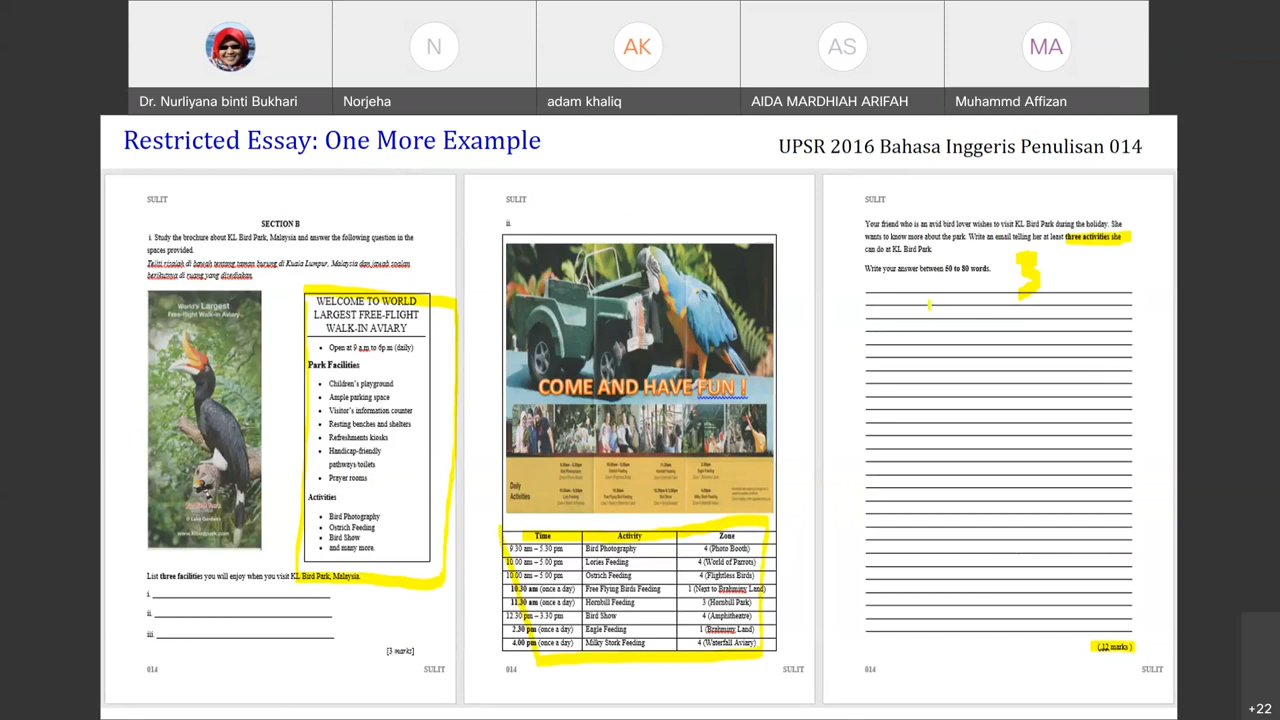 Dr. Nurliyana binti Bukhari
N
Norjeha
AK
adam khaliq
AS
AIDA MARDHIAH ARIFAH
MA
Muhammd Affizan
Restricted Essay: One More Example
UPSR 2016 Bahasa Inggeris Penulisan 014
SULIT
SECTION B
i. Study the brochure about KL Bird Park, Malaysia and answer the following question in the
spaces provided.
Teliti risalah di bawah tentang taman burung di Kuala Lumpur, Malaysia dan jawab soalan
berikutnya di ruang yang disediakan.
World's Largest
Free-flight Walk-in Aviary
WELCOME TO WORLD
LARGEST FREE-FLIGHT
WALK-IN AVIARY
• Open at 9 a.m to 6p.m (daily)
Park Facilities
• Children's playground
• Ample parking space
• Visitor's information counter
• Resting benches and shelters
• Refreshments kiosks
• Handicap-friendly
pathways/toilets
• Prayer rooms
Activities
• Bird Photography
• Ostrich Feeding
• Bird Show
• and many more.
List three facilities you will enjoy when you visit KL Bird Park, Malaysia.
i.
ii.
iii.
[3 marks]
014
SULIT
SULIT
ii.
COME AND HAVE FUN !
Daily
Activities
Time Activity Zone
9.30 am – 5.30 pm Bird Photography 4 (Photo Booth)
10.00 am – 5.00 pm Lories Feeding 4 (World of Parrots)
10.00 am – 5.00 pm Ostrich Feeding 4 (Flightless Birds)
10.30 am (once a day) Free Flying Birds Feeding 1 (Next to Brahminy Land)
11.30 am (once a day) Hornbill Feeding 3 (Hornbill Park)
12.30 pm – 3.30 pm Bird Show 4 (Amphitheatre)
2.30 pm (once a day) Eagle Feeding 1 (Brahminy Land)
4.00 pm (once a day) Milky Stork Feeding 4 (Waterfall Aviary)
014
SULIT
SULIT
Your friend who is an avid bird lover wishes to visit KL Bird Park during the holiday. She
wants to know more about the park. Write an email telling her at least three activities she
can do at KL Bird Park.
Write your answer between 60 to 80 words.
3
(12 marks )
014
SULIT
+22